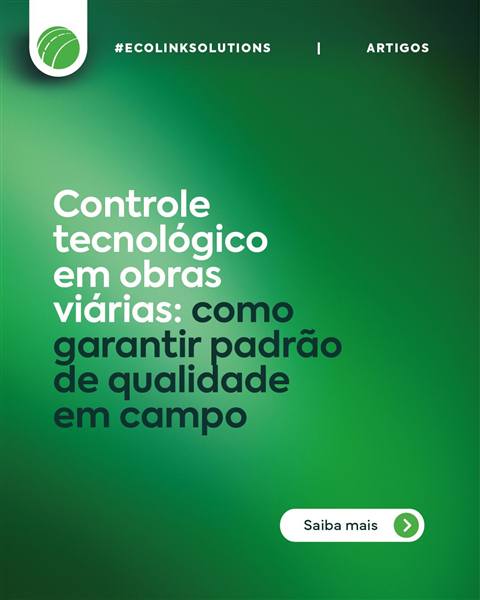 #ECOLINKSOLUTIONS | ARTIGOS
Controle
tecnológico
em obras
viárias: como
garantir padrão
de qualidade
em campo
Saiba mais